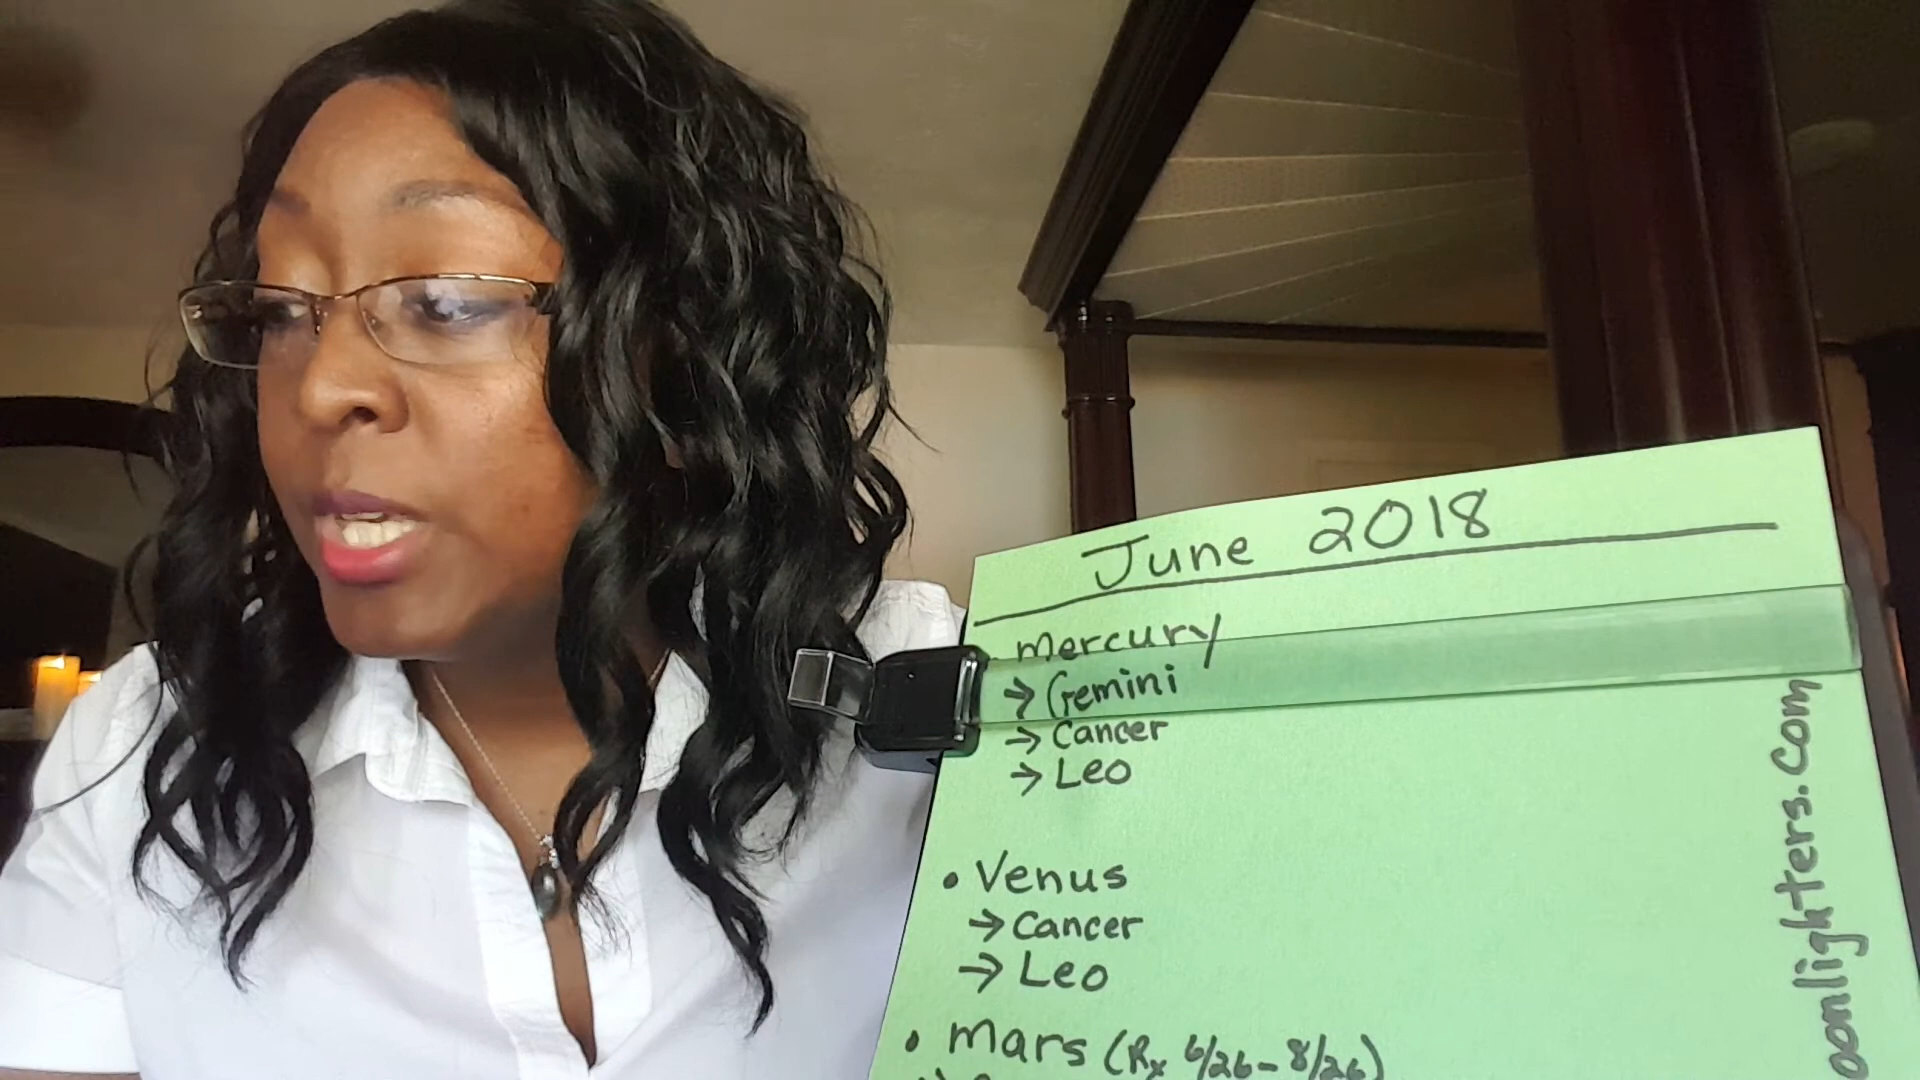 June 2018
mercury
→ Gemini
→ Cancer
→ Leo
• Venus
→ Cancer
→ Leo
• mars (Rx 6/26-8/26)
oonlighters.com